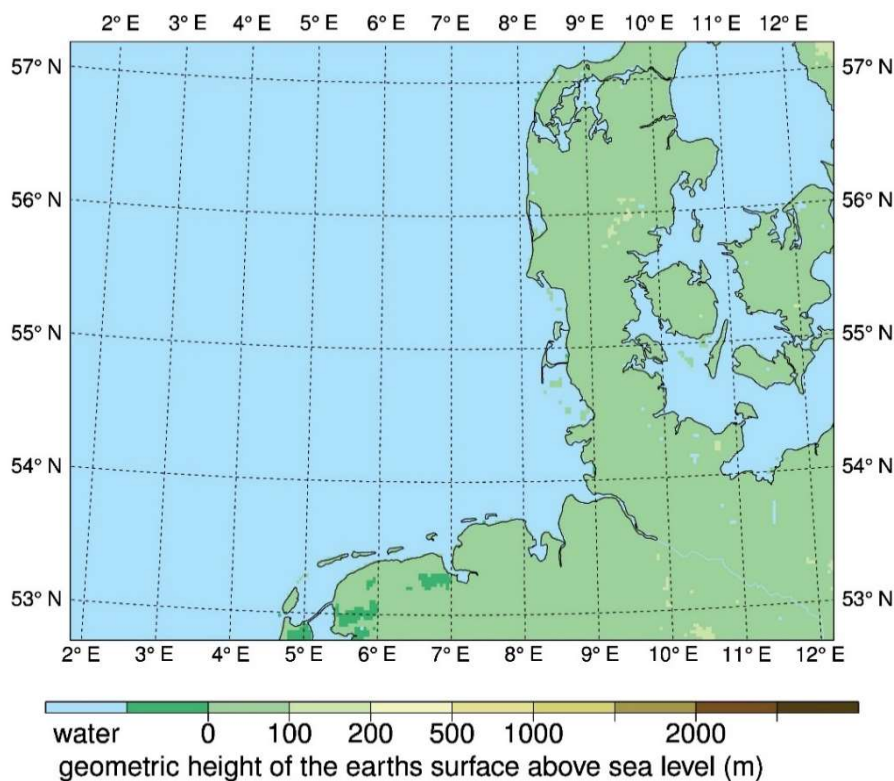 2° E 3° E 4° E 5° E 6° E 7° E 8° E 9° E 10° E 11° E 12° E
57° N 57° N
56° N 56° N
55° N 55° N
54° N 54° N
53° N 53° N
2° E 3° E 4° E 5° E 6° E 7° E 8° E 9° E 10° E 11° E 12° E
water 0 100 200 500 1000 2000
geometric height of the earths surface above sea level (m)